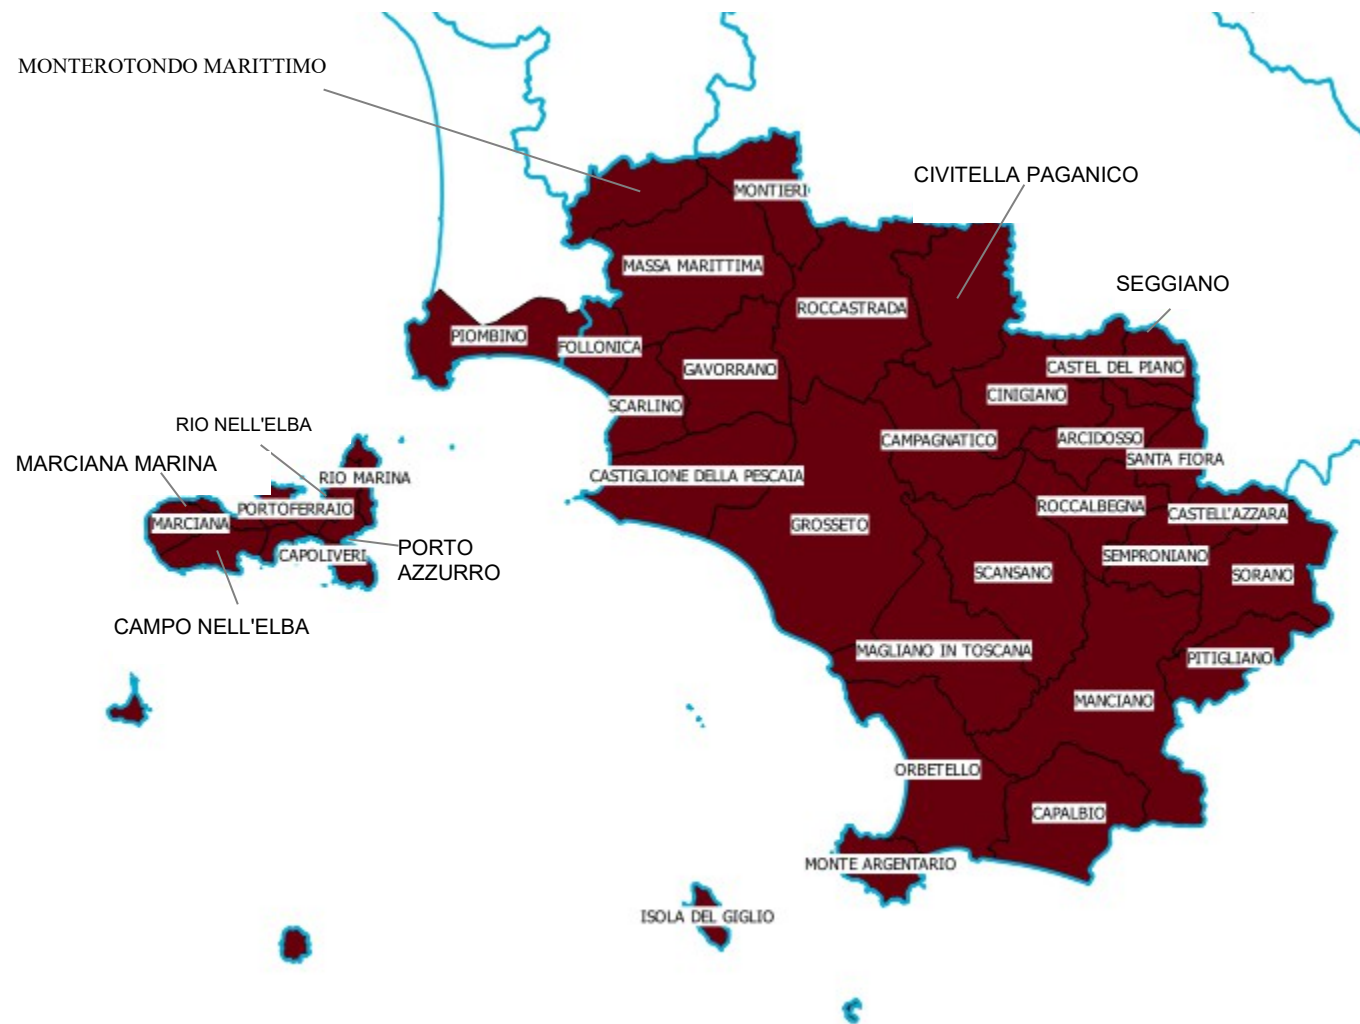 MONTEROTONDO MARITTIMO
CIVITELLA PAGANICO
MONTIERI
MASSA MARITTIMA
SEGGIANO
ROCCASTRADA
PIOMBINO
FOLLONICA
GAVORRANO
CASTEL DEL PIANO
CINIGIANO
SCARLINO
RIO NELL'ELBA
CAMPAGNATICO
ARCIDOSSO
MARCIANA MARINA
SANTA FIORA
RIO MARINA
CASTIGLIONE DELLA PESCAIA
PORTOFERRAIO
ROCCALBEGNA
CASTELL'AZZARA
MARCIANA
GROSSETO
CAPOLIVERI
PORTO
AZZURRO
SEMPRONIANO
SCANSANO
SORANO
CAMPO NELL'ELBA
MAGLIANO IN TOSCANA
PITIGLIANO
MANCIANO
ORBETELLO
CAPALBIO
MONTE ARGENTARIO
ISOLA DEL GIGLIO